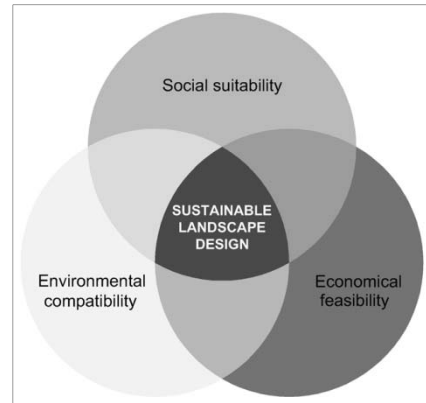 Social suitability
SUSTAINABLE
LANDSCAPE
DESIGN
Environmental
compatibility
Economical
feasibility